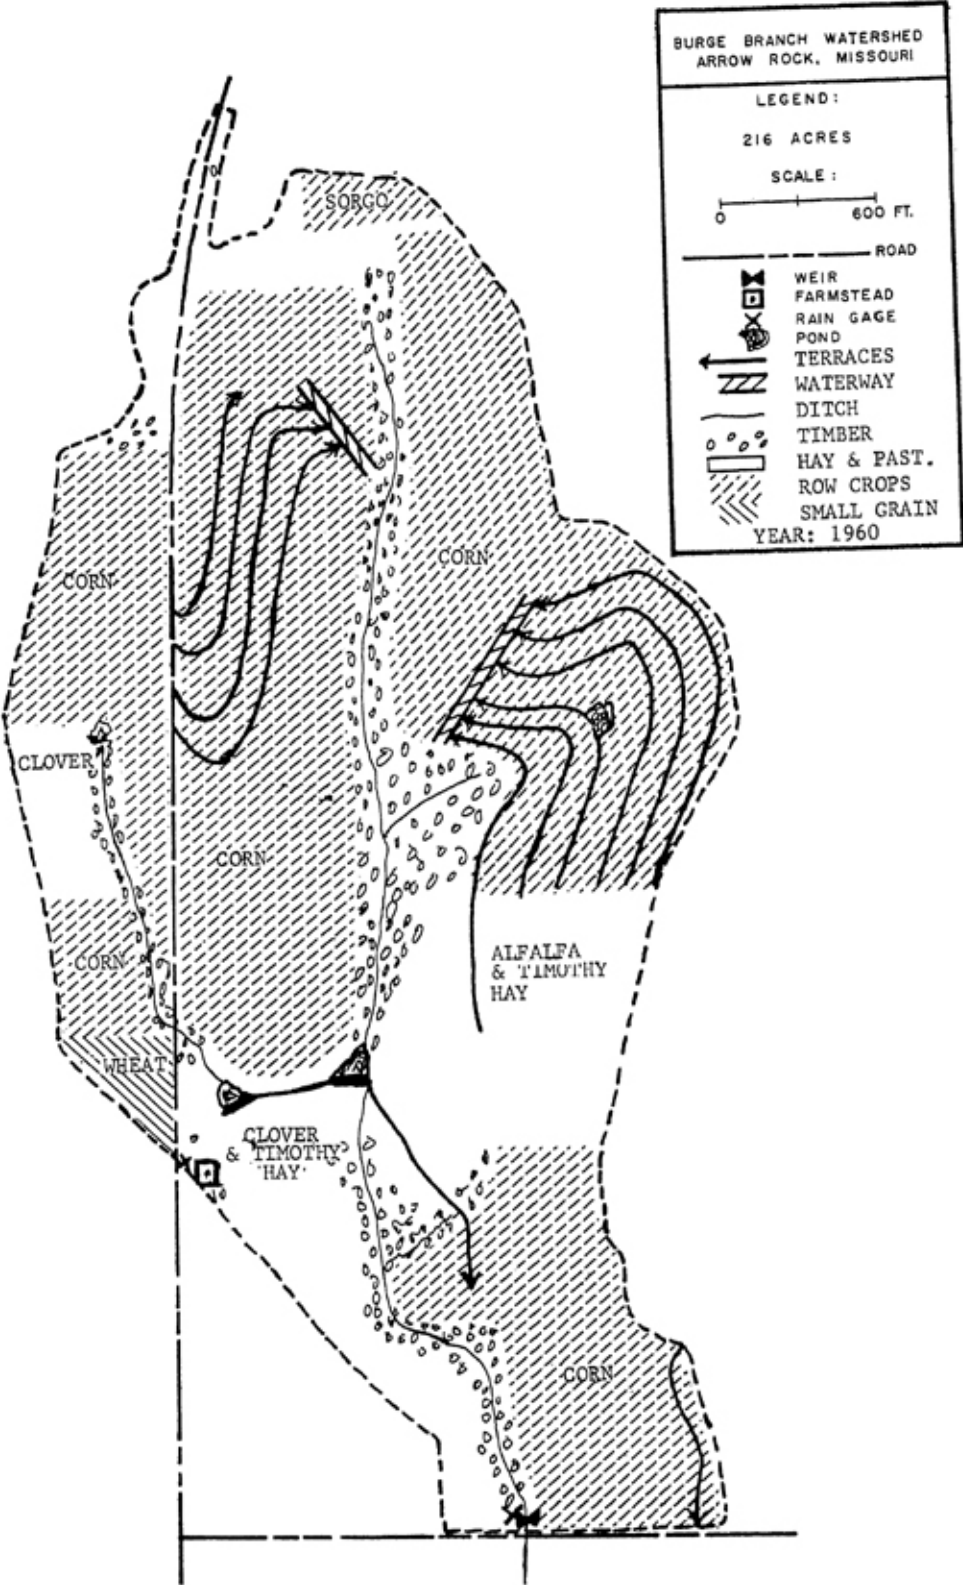 BURGE BRANCH WATERSHED
ARROW ROCK, MISSOURI
LEGEND:
216 ACRES
SCALE:
0 600 FT.
ROAD
WEIR
FARMSTEAD
RAIN GAGE
POND
TERRACES
WATERWAY
DITCH
TIMBER
HAY & PAST.
ROW CROPS
SMALL GRAIN
YEAR: 1960
SORGO
CORN
CORN
CLOVER
CORN
CORN
ALFALFA
& TIMOTHY
HAY
WHEAT
CLOVER
& TIMOTHY
HAY
CORN